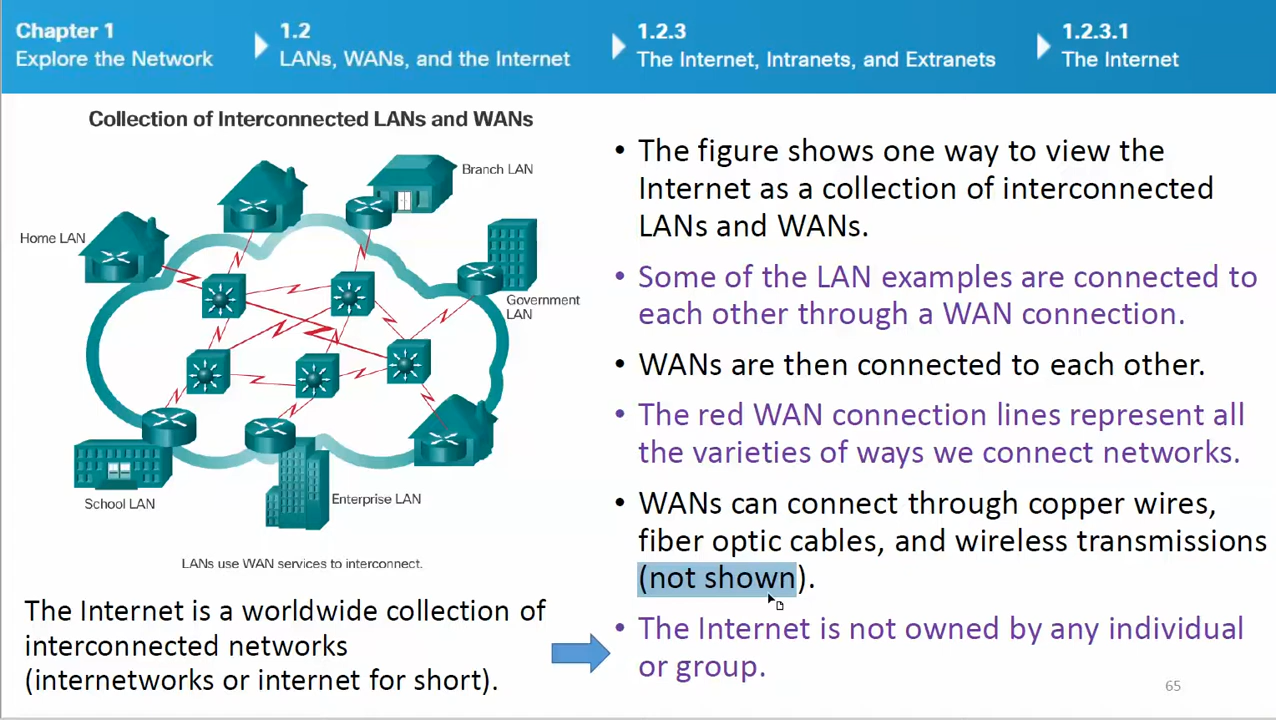 Chapter 1
Explore the Network
1.2
LANs, WANs, and the Internet
1.2.3
The Internet, Intranets, and Extranets
1.2.3.1
The Internet
Collection of Interconnected LANs and WANs
Branch LAN
Home LAN
Government
LAN
School LAN
Enterprise LAN
LANs use WAN services to interconnect.
The Internet is a worldwide collection of
interconnected networks
(internetworks or internet for short).
• The figure shows one way to view the
Internet as a collection of interconnected
LANs and WANs.
• Some of the LAN examples are connected to
each other through a WAN connection.
• WANs are then connected to each other.
• The red WAN connection lines represent all
the varieties of ways we connect networks.
• WANs can connect through copper wires,
fiber optic cables, and wireless transmissions
(not shown).
• The Internet is not owned by any individual
or group.
65